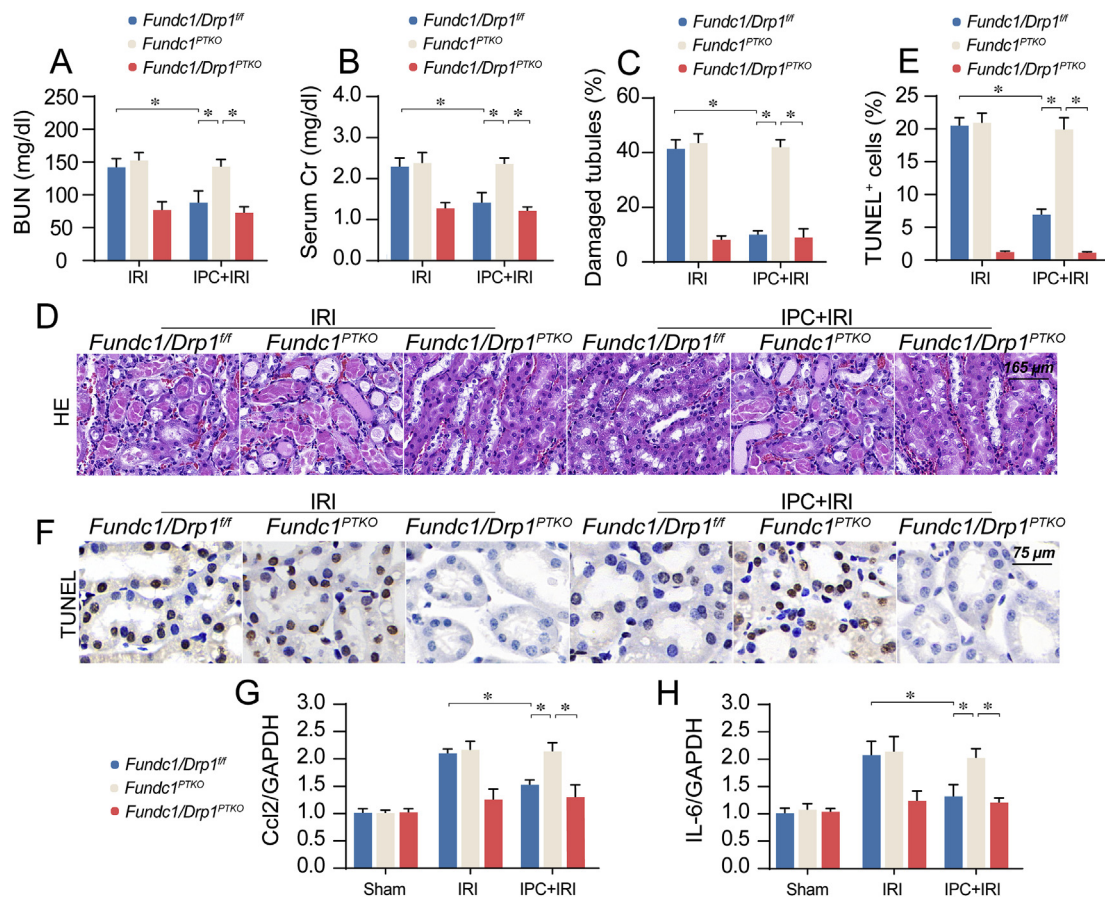 Fundc1/Drp1f/f
Fundc1PTKO
Fundc1/Drp1PTKO
A
BUN (mg/dl)
250
200
150
100
50
0
IRI
IPC+IRI
* * *
Fundc1/Drp1f/f
Fundc1PTKO
Fundc1/Drp1PTKO
B
Serum Cr (mg/dl)
4.0
3.0
2.0
1.0
0.0
IRI
IPC+IRI
* * *
Fundc1/Drp1f/f
Fundc1PTKO
Fundc1/Drp1PTKO
C
Damaged tubules (%)
60
40
20
0
IRI
IPC+IRI
* * *
Fundc1/Drp1f/f
Fundc1PTKO
Fundc1/Drp1PTKO
E
TUNEL+ cells (%)
25
20
15
10
5
0
IRI
IPC+IRI
* * *
D
IRI
IPC+IRI
Fundc1/Drp1f/f Fundc1PTKO Fundc1/Drp1PTKO Fundc1/Drp1f/f Fundc1PTKO Fundc1/Drp1PTKO
HE
165 µm
F
IRI
IPC+IRI
Fundc1/Drp1f/f Fundc1PTKO Fundc1/Drp1PTKO Fundc1/Drp1f/f Fundc1PTKO Fundc1/Drp1PTKO
TUNEL
75 µm
Fundc1/Drp1f/f
Fundc1PTKO
Fundc1/Drp1PTKO
G
Ccl2/GAPDH
3.0
2.5
2.0
1.5
1.0
0.5
0.0
Sham
IRI
IPC+IRI
* * *
H
IL-6/GAPDH
3.0
2.5
2.0
1.5
1.0
0.5
0.0
Sham
IRI
IPC+IRI
* * *